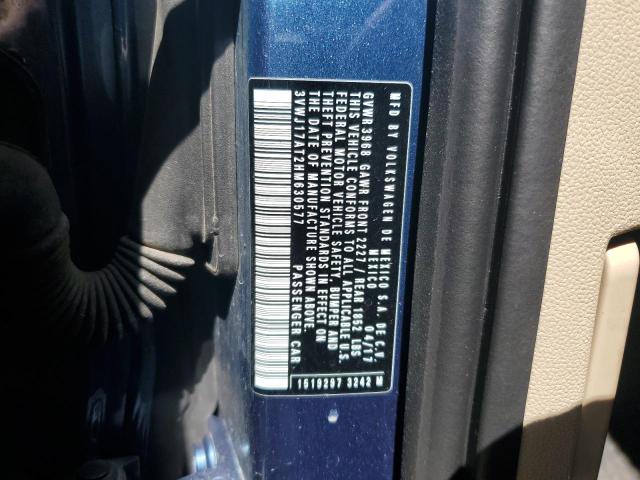 MFD BY VOLKSWAGEN DE MEXICO S.A. DE C.V.
MEXICO 04/17
GVWR 3968 GAWR FRONT 2227 // REAR 1852 LBS
THIS VEHICLE CONFORMS TO ALL APPLICABLE U.S.
FEDERAL MOTOR VEHICLE SAFETY, BUMPER AND
THEFT PREVENTION STANDARDS IN EFFECT ON
THE DATE OF MANUFACTURE SHOWN ABOVE.
3VWJ17AT2HM630577 PASSENGER CAR
1619297 3242 M